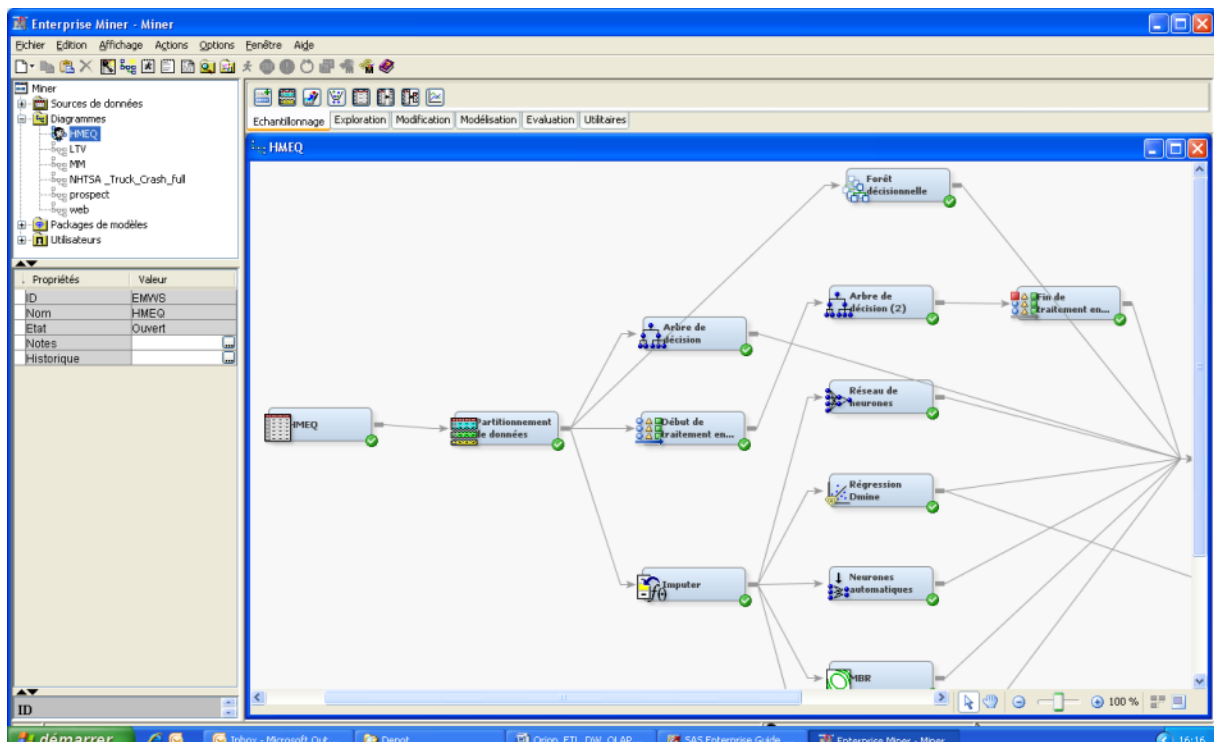 Enterprise Miner - Miner
Fichier Edition Affichage Actions Options Fenêtre Aide
Miner
Sources de données
Diagrammes
HMEQ
LTV
MM
NHTSA _Truck_Crash_full
prospect
web
Packages de modèles
Utilisateurs
Propriétés Valeur
ID EMWS
Nom HMEQ
Etat Ouvert
Notes ...
Historique ...
ID
Echantillonnage Exploration Modification Modélisation Evaluation Utilitaires
HMEQ
Forêt
décisionnelle
Arbre de
décision (2)
Fin de
traitement en...
Arbre de
décision
Réseau de
neurones
HMEQ
Partitionnement
de données
Début de
traitement en...
Régression
Dmine
Imputer
f()
Neurones
automatiques
MBR
100 %
démarrer
Inbox - Microsoft Out...
Depot
Orion_ETL_DW_OLAP...
SAS Enterprise Guide
Enterprise Miner - Miner
16:16